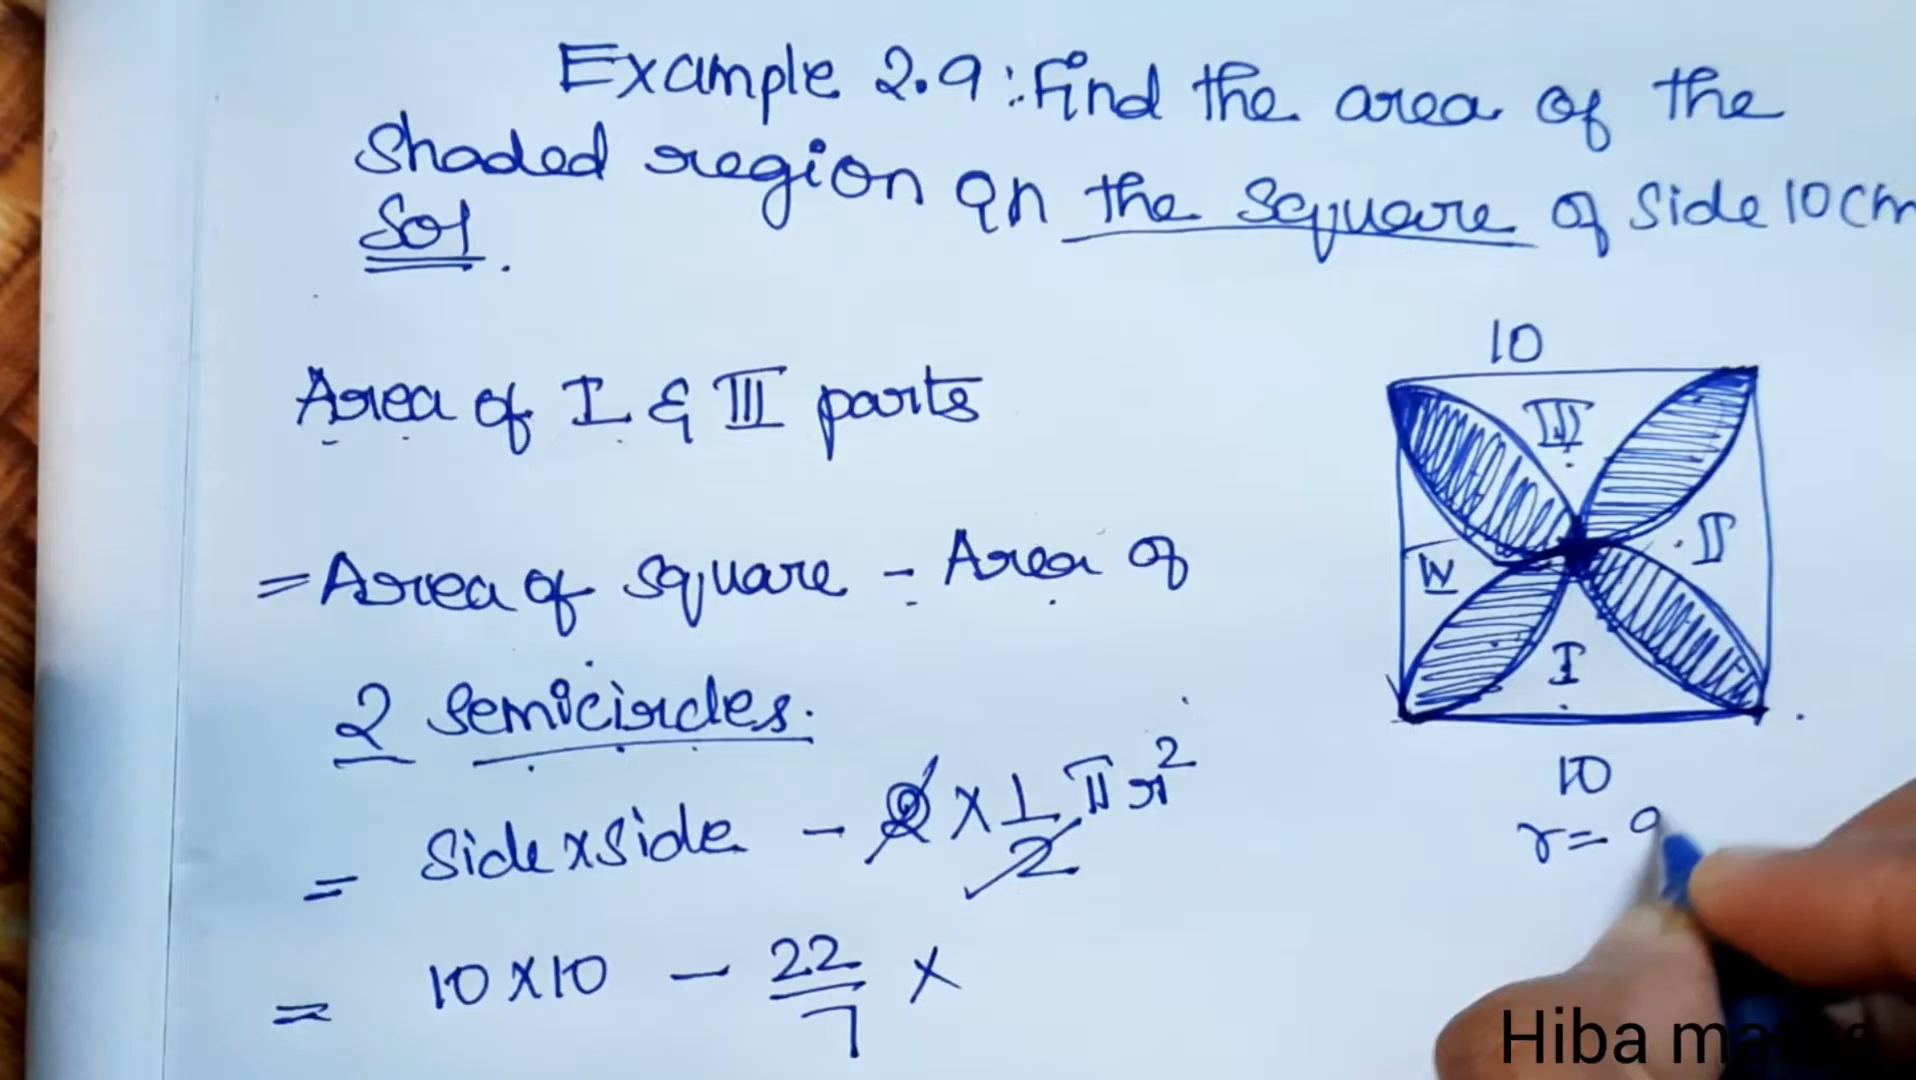 Example 2.9: Find the area of the
shaded region in the square of side 10cm
Sol.
Area of I & III parts
= Area of square - Area of
2 semicircles.
= side x side - 2 x 1/2 π r²
= 10 x 10 - 22/7 x
10
III
II
IV
I
10
r =
Hiba